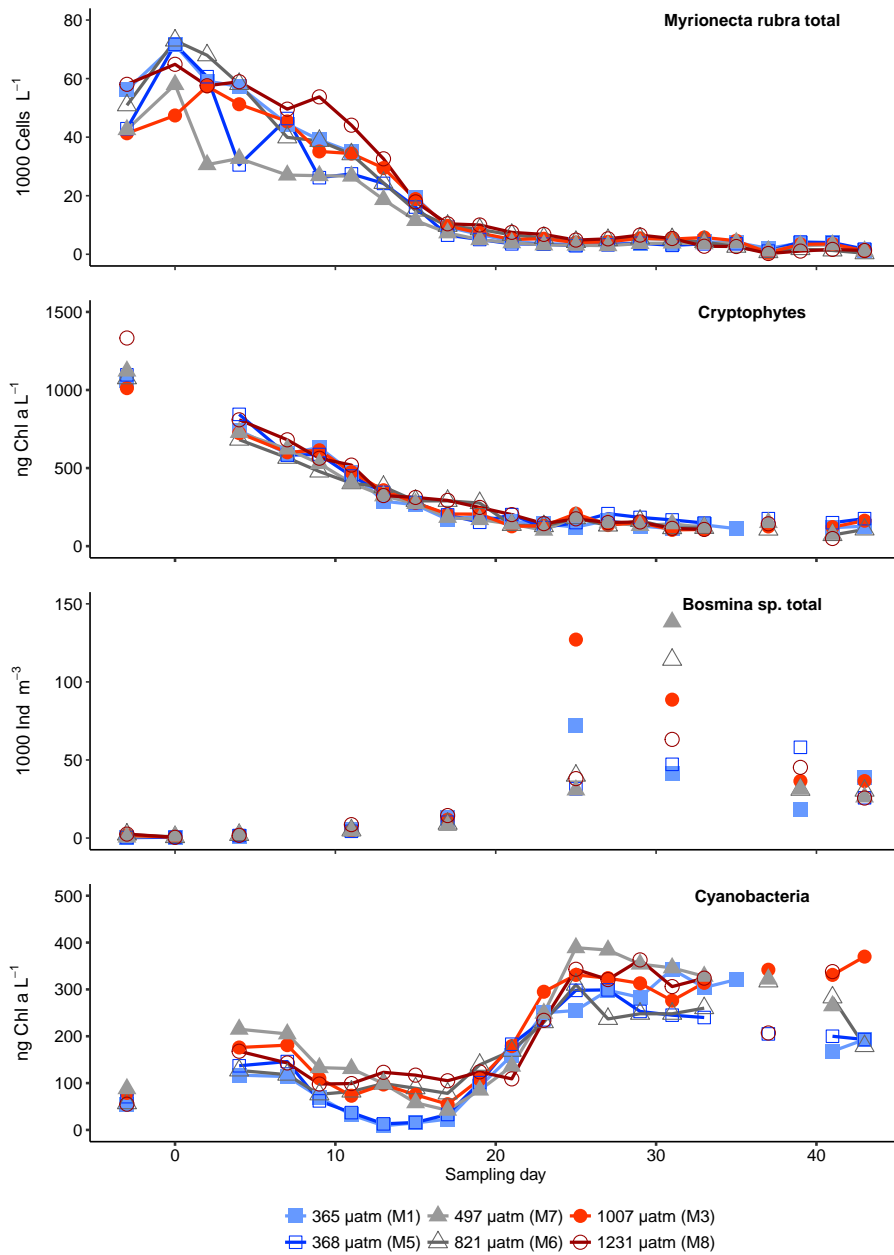 Myrionecta rubra total
80
60
40
20
0
1000 Cells L⁻¹
Cryptophytes
1500
1000
500
0
ng Chl a L⁻¹
Bosmina sp. total
150
100
50
0
1000 Ind m⁻³
Cyanobacteria
500
400
300
200
100
0
ng Chl a L⁻¹
0 20 30 40
Sampling day
365 µatm (M1) 497 µatm (M7) 1007 µatm (M3)
368 µatm (M5) 821 µatm (M6) 1231 µatm (M8)